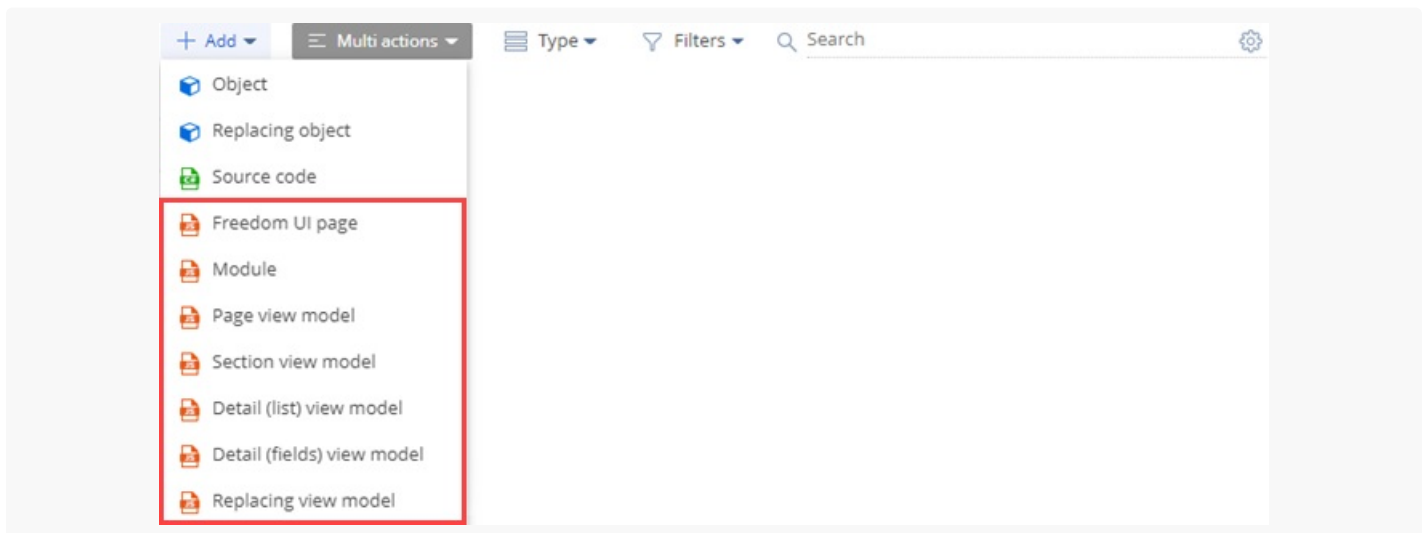 Add Multi actions Type Filters Search
Object
Replacing object
Source code
Freedom UI page
Module
Page view model
Section view model
Detail (list) view model
Detail (fields) view model
Replacing view model